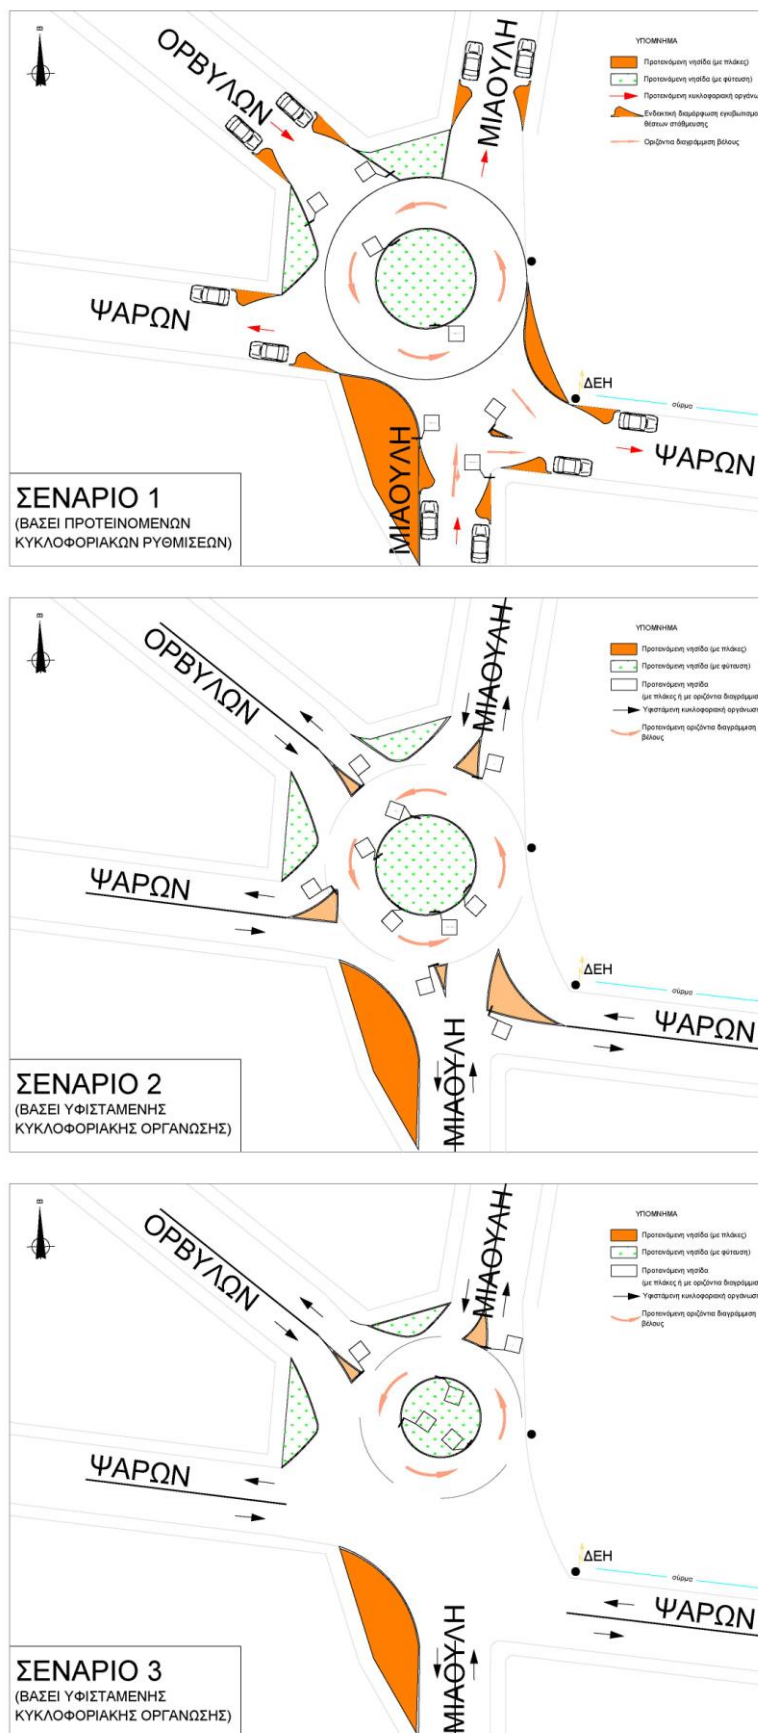 ΥΠΟΜΝΗΜΑ
Προτεινόμενη νησίδα (με πλάκες)
Προτεινόμενη νησίδα (με φύτευση)
Προτεινόμενη κυκλοφοριακή οργάνω
Ενδεικτική διαμόρφωση εγκιβωτισμο
θέσεων στάθμευσης
Οριζόντια διαγράμμιση βέλους
ΟΡΒΥΛΩΝ
ΜΙΑΟΥΛΗ
ΨΑΡΩΝ
ΔΕΗ
σύρμα
ΨΑΡΩΝ
ΜΙΑΟΥΛΗ
ΣΕΝΑΡΙΟ 1
(ΒΑΣΕΙ ΠΡΟΤΕΙΝΟΜΕΝΩΝ
ΚΥΚΛΟΦΟΡΙΑΚΩΝ ΡΥΘΜΙΣΕΩΝ)
ΥΠΟΜΝΗΜΑ
Προτεινόμενη νησίδα (με πλάκες)
Προτεινόμενη νησίδα (με φύτευση)
Προτεινόμενη νησίδα
(με πλάκες ή με οριζόντια διαγράμμισ
Υφιστάμενη κυκλοφοριακή οργάνωση
Προτεινόμενη οριζόντια διαγράμμιση
βέλους
ΟΡΒΥΛΩΝ
ΜΙΑΟΥΛΗ
ΨΑΡΩΝ
ΔΕΗ
σύρμα
ΨΑΡΩΝ
ΜΙΑΟΥΛΗ
ΣΕΝΑΡΙΟ 2
(ΒΑΣΕΙ ΥΦΙΣΤΑΜΕΝΗΣ
ΚΥΚΛΟΦΟΡΙΑΚΗΣ ΟΡΓΑΝΩΣΗΣ)
ΥΠΟΜΝΗΜΑ
Προτεινόμενη νησίδα (με πλάκες)
Προτεινόμενη νησίδα (με φύτευση)
Προτεινόμενη νησίδα
(με πλάκες ή με οριζόντια διαγράμμισ
Υφιστάμενη κυκλοφοριακή οργάνωση
Προτεινόμενη οριζόντια διαγράμμιση
βέλους
ΟΡΒΥΛΩΝ
ΜΙΑΟΥΛΗ
ΨΑΡΩΝ
ΔΕΗ
σύρμα
ΨΑΡΩΝ
ΜΙΑΟΥΛΗ
ΣΕΝΑΡΙΟ 3
(ΒΑΣΕΙ ΥΦΙΣΤΑΜΕΝΗΣ
ΚΥΚΛΟΦΟΡΙΑΚΗΣ ΟΡΓΑΝΩΣΗΣ)